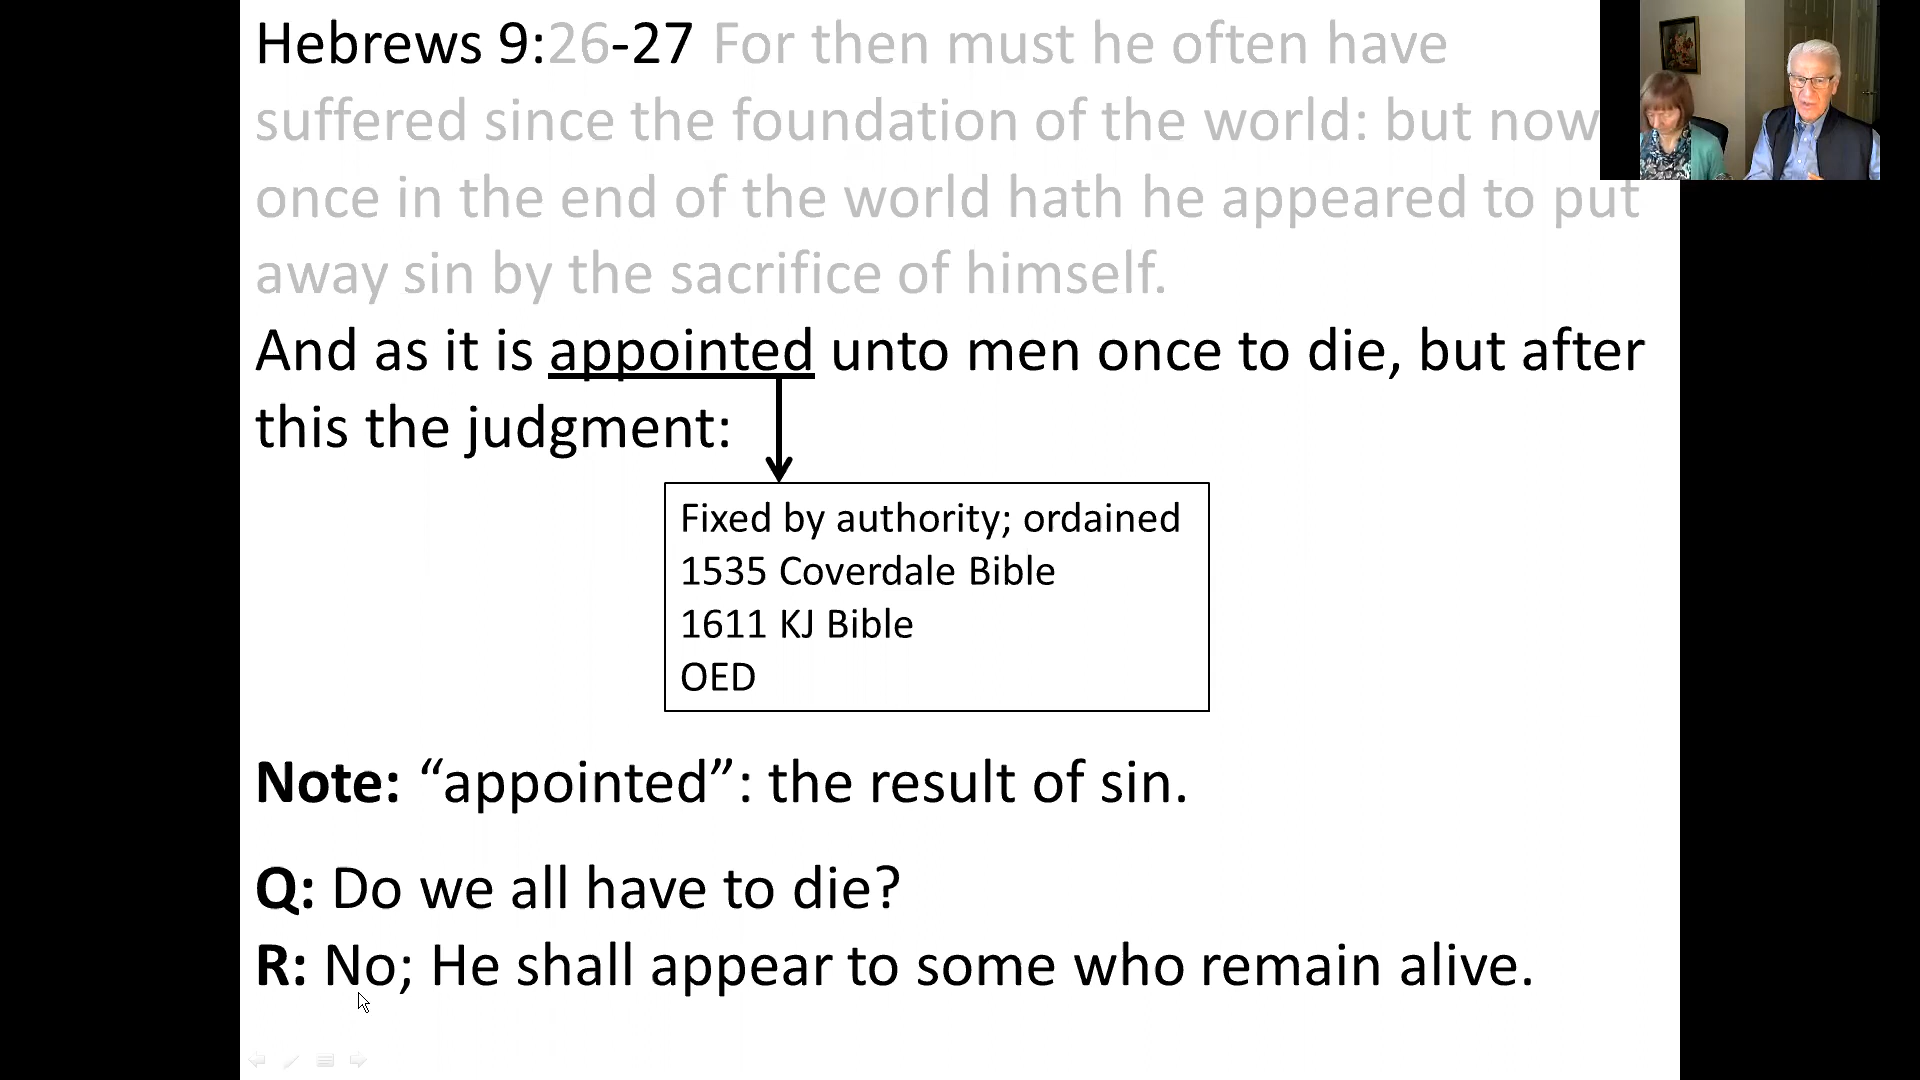 Hebrews 9:26-27 For then must he often have
suffered since the foundation of the world: but now
once in the end of the world hath he appeared to put
away sin by the sacrifice of himself.
And as it is appointed unto men once to die, but after
this the judgment:
Fixed by authority; ordained
1535 Coverdale Bible
1611 KJ Bible
OED
Note: “appointed”: the result of sin.
Q: Do we all have to die?
R: No; He shall appear to some who remain alive.